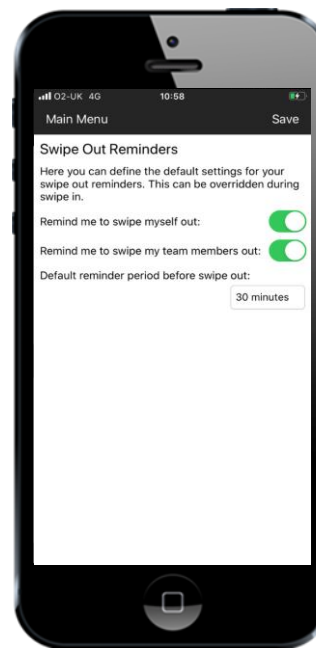 O2-UK 4G 10:58
Main Menu Save
Swipe Out Reminders
Here you can define the default settings for your
swipe out reminders. This can be overridden during
swipe in.
Remind me to swipe myself out:
Remind me to swipe my team members out:
Default reminder period before swipe out:
30 minutes